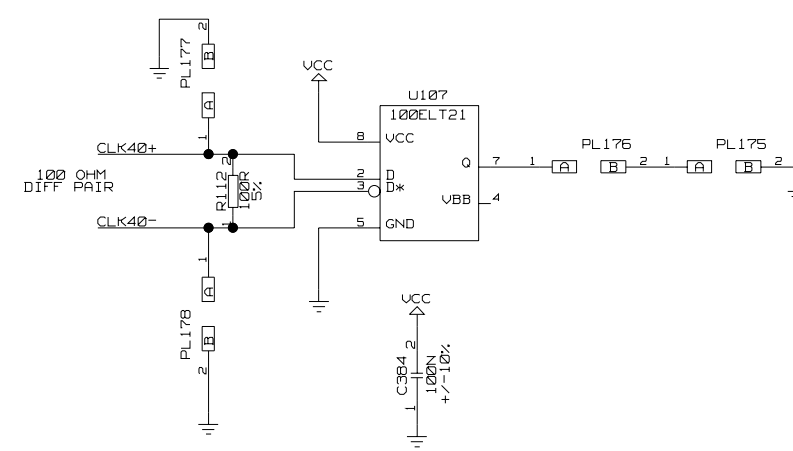 2
B
PL177
A
1
VCC
U107
100ELT21
8
VCC
CLK40+
2
R112
100R
5%
1
100 OHM
DIFF PAIR
2
D
3
D*
Q
7
VBB
4
5
GND
1
A
PL176
B
2
1
A
PL175
B
2
CLK40-
1
A
PL178
B
2
VCC
2
C384
100N
+/-10%
1